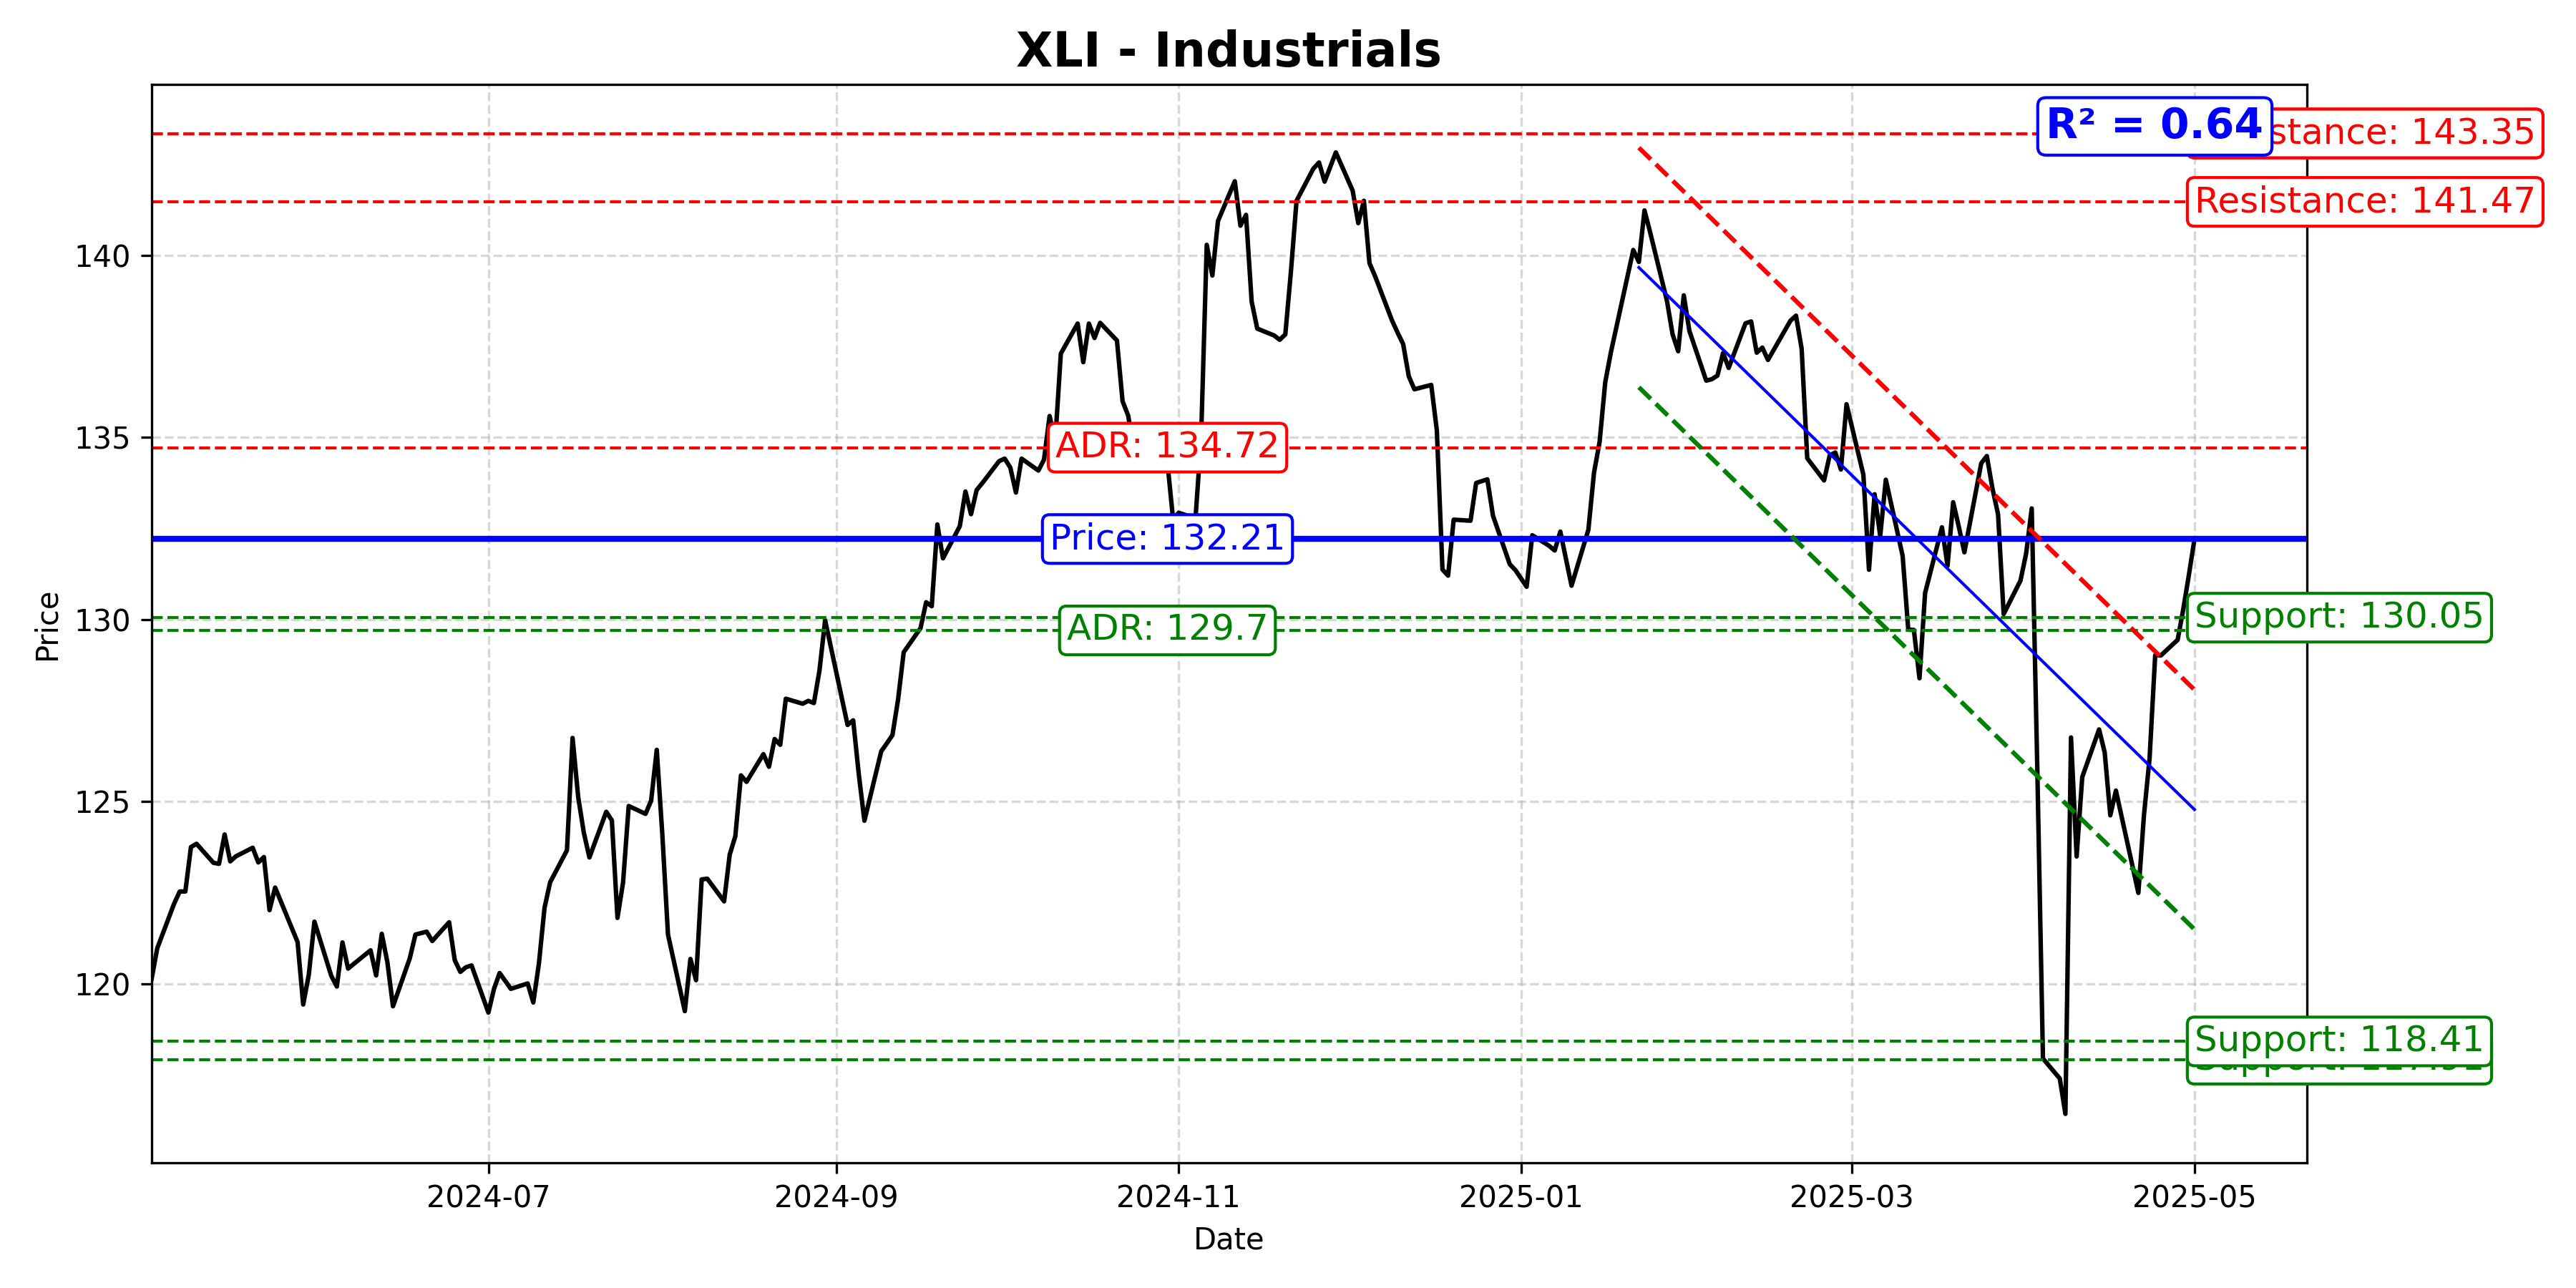 XLI - Industrials
R² = 0.64
stance: 143.35
Resistance: 141.47
140
135
ADR: 134.72
Price: 132.21
130
ADR: 129.7
Support: 130.05
125
120
Support: 118.41
Price
2024-07
2024-09
2024-11
2025-01
2025-03
2025-05
Date